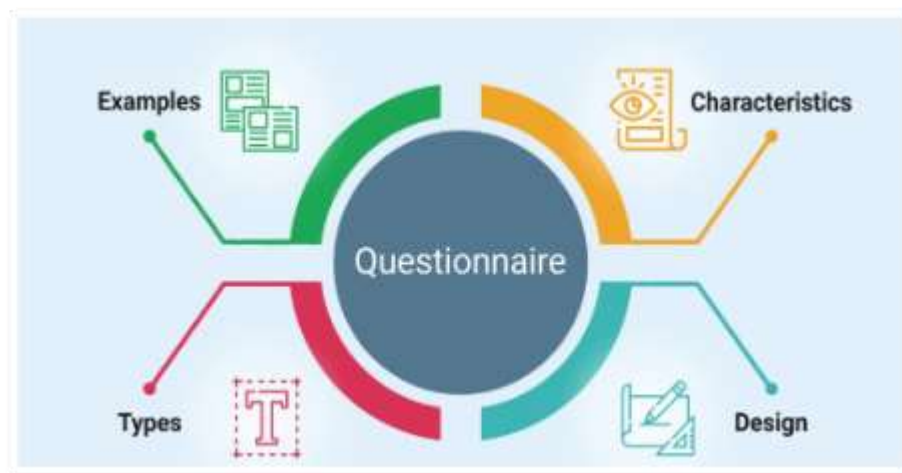 Examples
Characteristics
Questionnaire
Types
Design